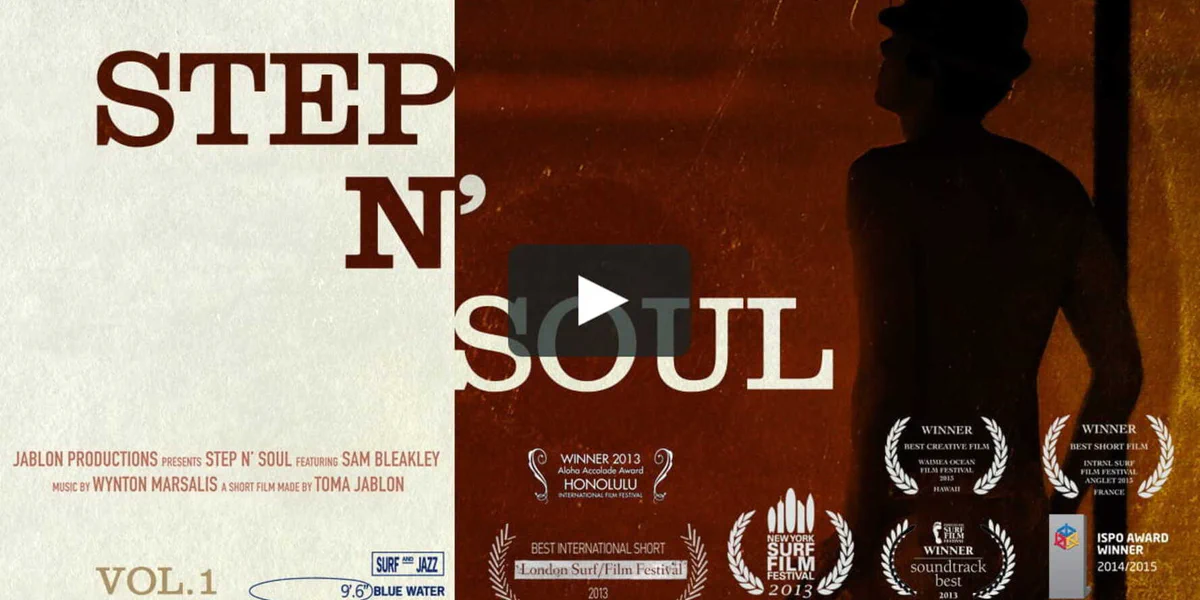 STEP
N'
SOUL
JABLON PRODUCTIONS PRESENTS STEP N' SOUL FEATURING SAM BLEAKLEY
MUSIC BY WYNTON MARSALIS A SHORT FILM MADE BY TOMA JABLON
VOL.1
SURF AND JAZZ
9'.6" BLUE WATER
WINNER 2013
Aloha Accolade Award
HONOLULU
INTERNATIONAL FILM FESTIVAL
BEST INTERNATIONAL SHORT
London Surf/Film Festival
2013
NEW YORK
SURF
FILM
FESTIVAL
2013
WINNER
BEST CREATIVE FILM
WAIMEA OCEAN
FILM FESTIVAL
2015
HAWAII
WINNER
soundtrack
best
2013
SURF
FILM
WINNER
BEST SHORT FILM
INTRNL SURF
FILM FESTIVAL
ANGLET 2013
FRANCE
ISPO AWARD
WINNER
2014/2015